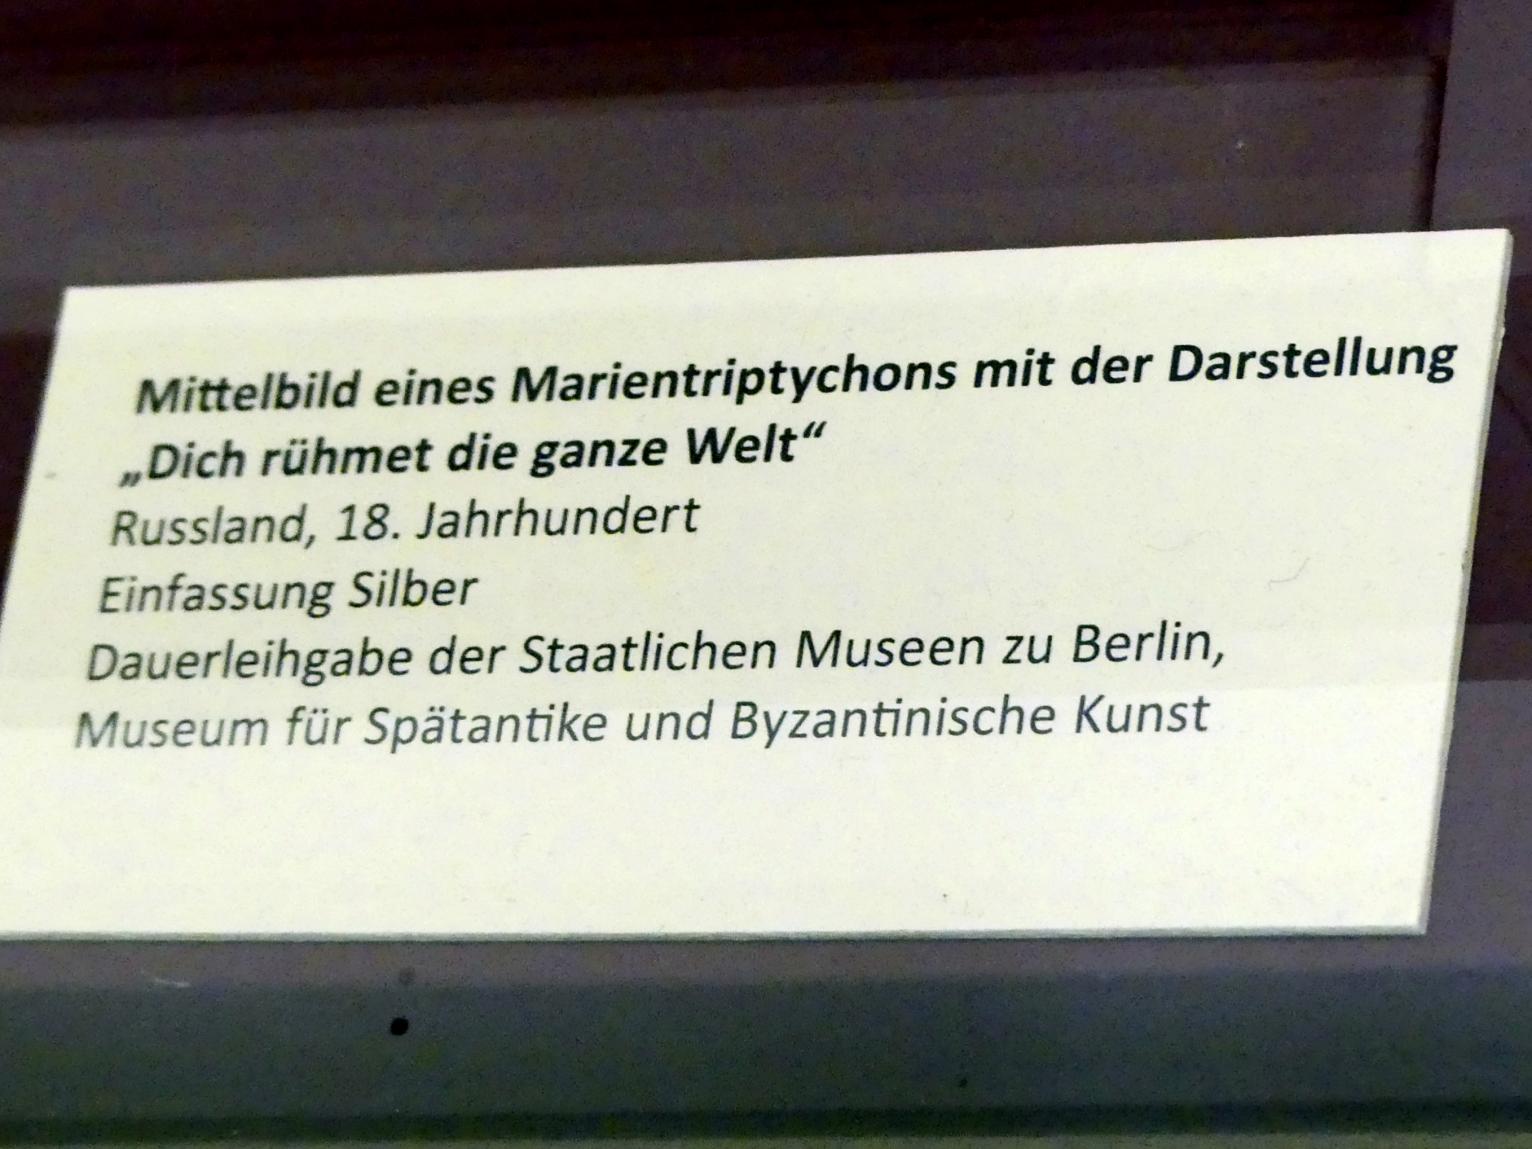 Mittelbild eines Marientriptychons mit der Darstellung
„Dich rühmet die ganze Welt“
Russland, 18. Jahrhundert
Einfassung Silber
Dauerleihgabe der Staatlichen Museen zu Berlin,
Museum für Spätantike und Byzantinische Kunst